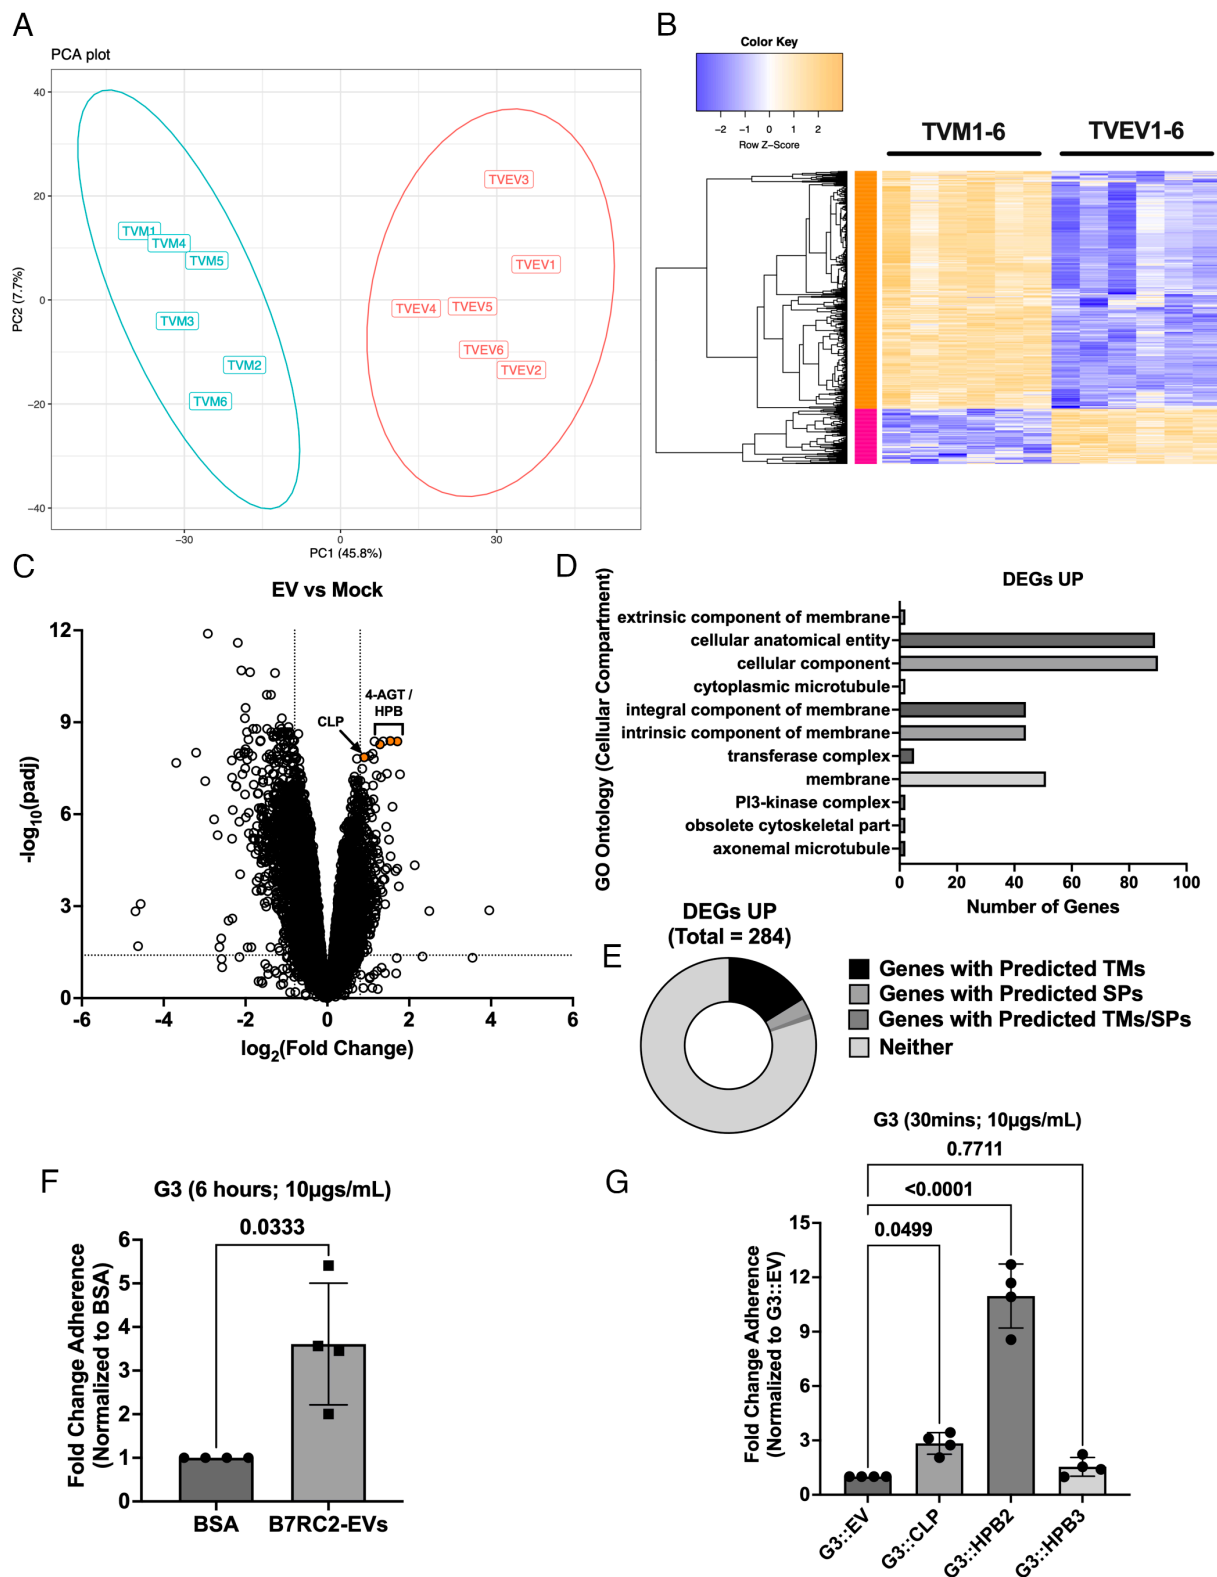 A
PCA plot
40
20
0
−20
−40
PC2 (7.7%)
TVM1
TVM4
TVM5
TVM3
TVM2
TVM6
TVEV3
TVEV1
TVEV4
TVEV5
TVEV6
TVEV2
−30
0
30
PC1 (45.8%)
B
Color Key
−2 −1 0 1 2
Row Z−Score
TVM1-6
TVEV1-6
C
EV vs Mock
12
9
6
3
0
-log10(padj)
CLP
4-AGT /
HPB
-6 -4 -2 0 2 4 6
log2(Fold Change)
D
DEGs UP
GO Ontology (Cellular Compartment)
extrinsic component of membrane
cellular anatomical entity
cellular component
cytoplasmic microtubule
integral component of membrane
intrinsic component of membrane
transferase complex
membrane
PI3-kinase complex
obsolete cytoskeletal part
axonemal microtubule
0 20 40 60 80 100
Number of Genes
E
DEGs UP
(Total = 284)
Genes with Predicted TMs
Genes with Predicted SPs
Genes with Predicted TMs/SPs
Neither
F
G3 (6 hours; 10µgs/mL)
0.0333
6
5
4
3
2
1
0
Fold Change Adherence
(Normalized to BSA)
BSA
B7RC2-EVs
G
G3 (30mins; 10µgs/mL)
0.7711
<0.0001
0.0499
15
12
9
6
3
0
Fold Change Adherence
(Normalized to G3::EV)
G3::EV
G3::CLP
G3::HPB2
G3::HPB3